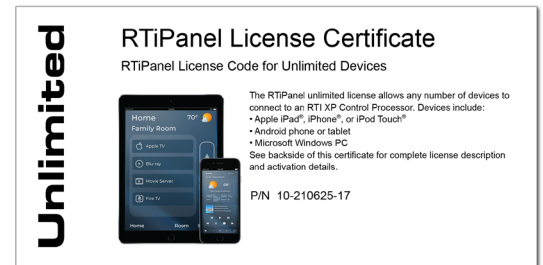 Unlimited
RTiPanel License Certificate
RTiPanel License Code for Unlimited Devices
The RTiPanel unlimited license allows any number of devices to
connect to an RTI XP Control Processor. Devices include:
• Apple iPad®, iPhone®, or iPod Touch®
• Android phone or tablet
• Microsoft Windows PC
See backside of this certificate for complete license description
and activation details.
P/N 10-210625-17
Home 70°
Family Room
Apple TV
Blu-ray
Movie Server
Fire TV
Home Room